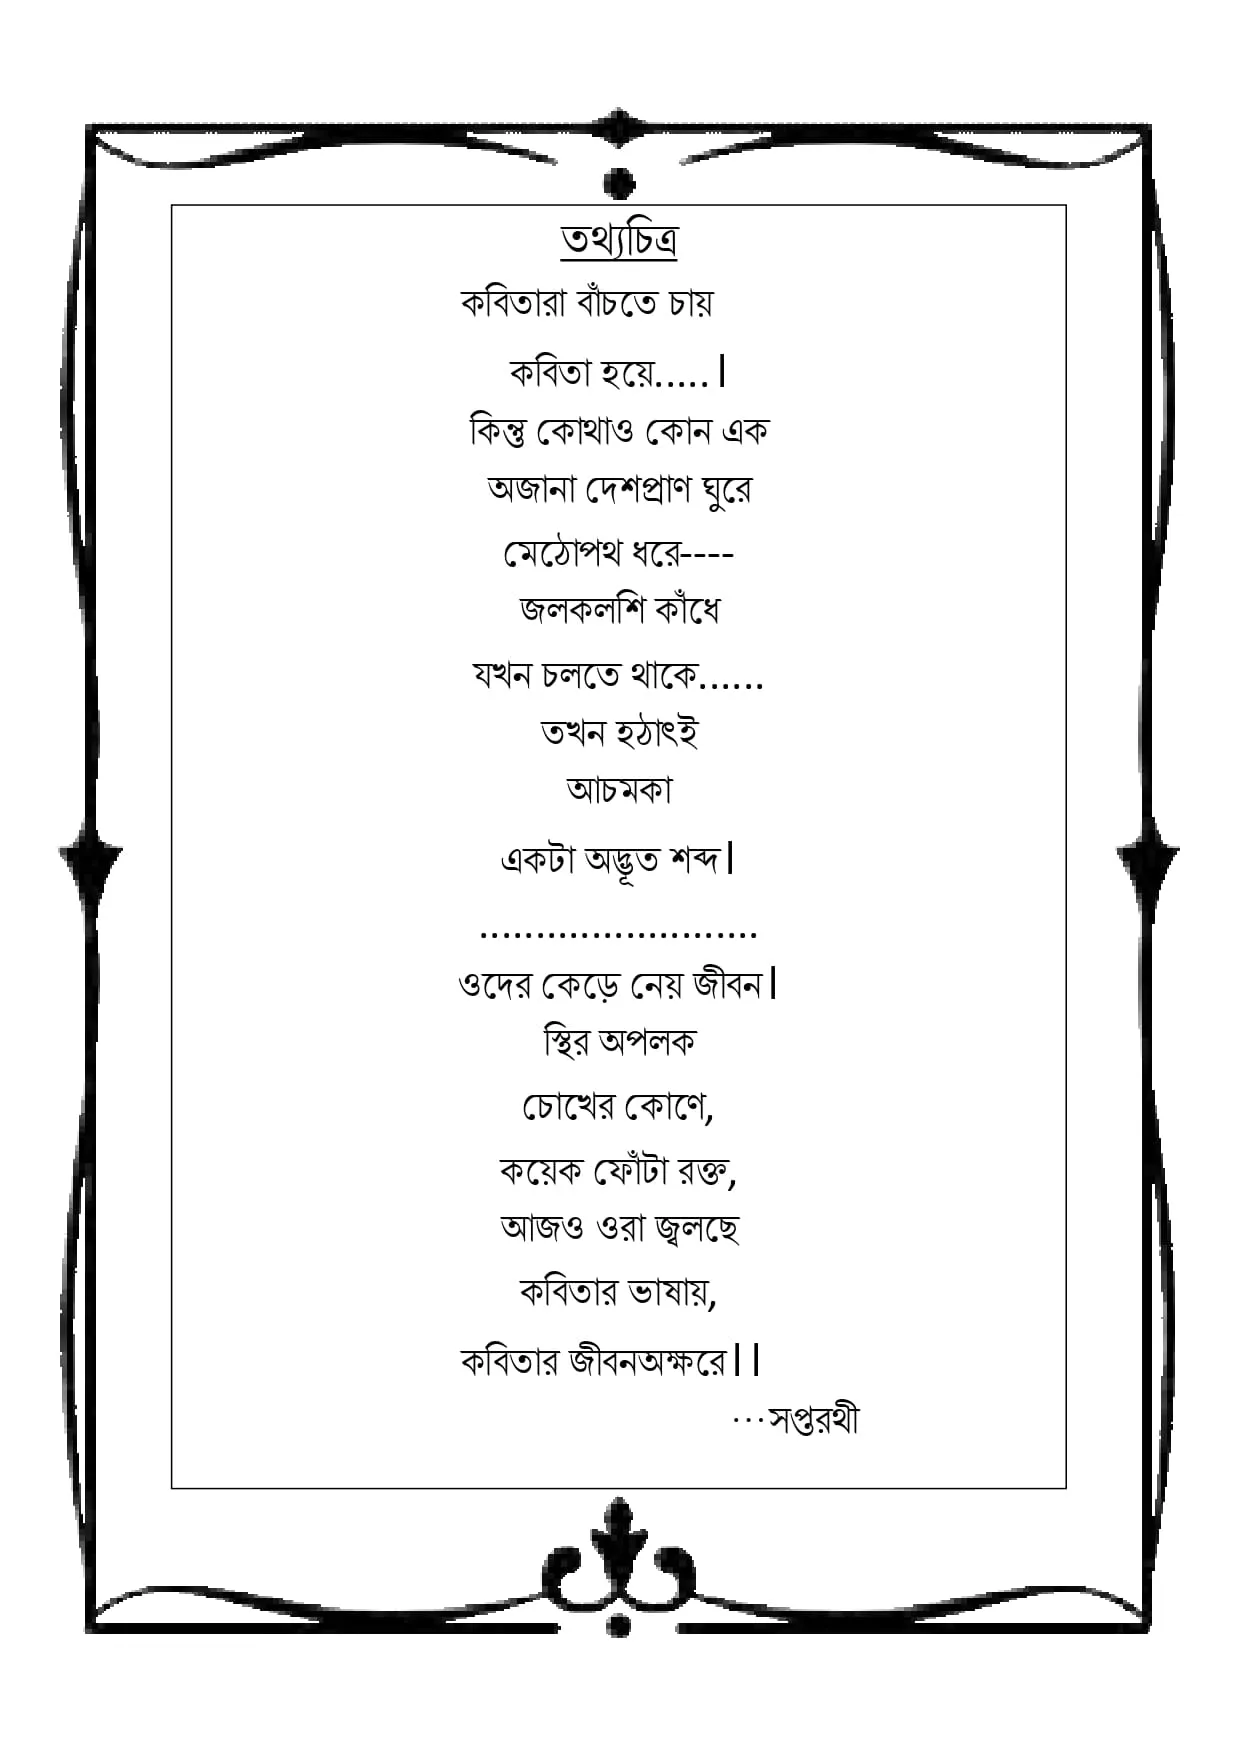 তথ্যচিত্র
কবিতারা বাঁচতে চায়
কবিতা হয়ে.....।
কিন্তু কোথাও কোন এক
অজানা দেশপ্রাণ ঘুরে
মেঠোপথ ধরে----
জলকলশি কাঁধে
যখন চলতে থাকে......
তখন হঠাৎই
আচমকা
একটা অদ্ভূত শব্দ।
.........................
ওদের কেড়ে নেয় জীবন।
স্থির অপলক
চোখের কোণে,
কয়েক ফোঁটা রক্ত,
আজও ওরা জ্বলছে
কবিতার ভাষায়,
কবিতার জীবনঅক্ষরে।।
...সপ্তরথী